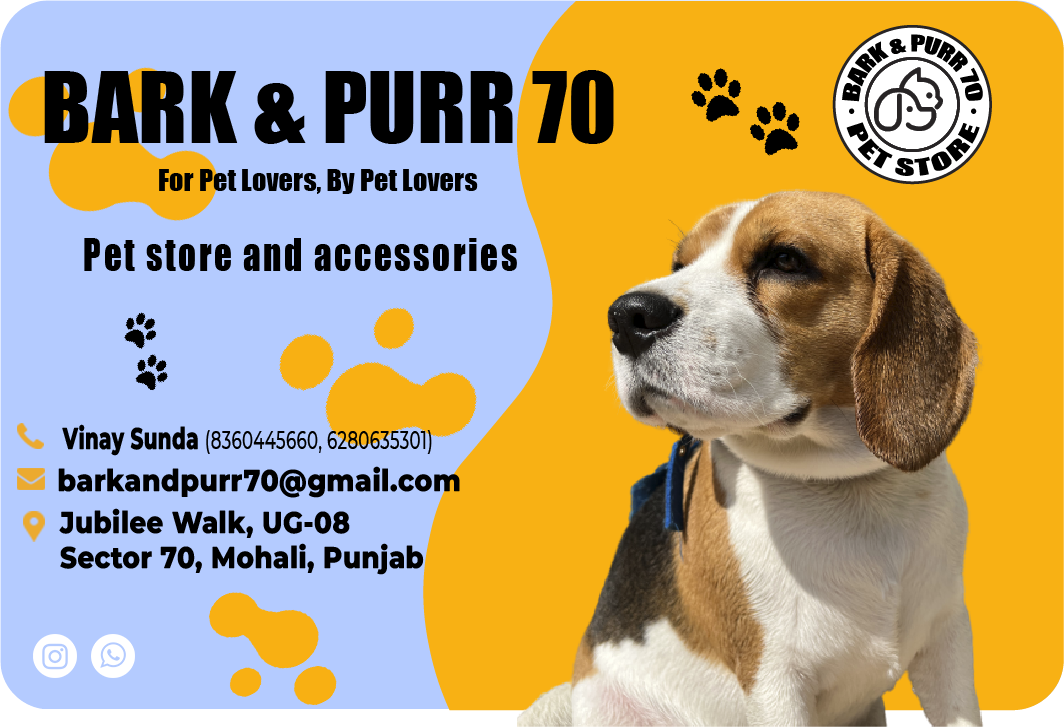 BARK & PURR 70
For Pet Lovers, By Pet Lovers
Pet store and accessories
Vinay Sunda (8360445660, 6280635301)
barkandpurr70@gmail.com
Jubilee Walk, UG-08
Sector 70, Mohali, Punjab
BARK & PURR 70
PET STORE